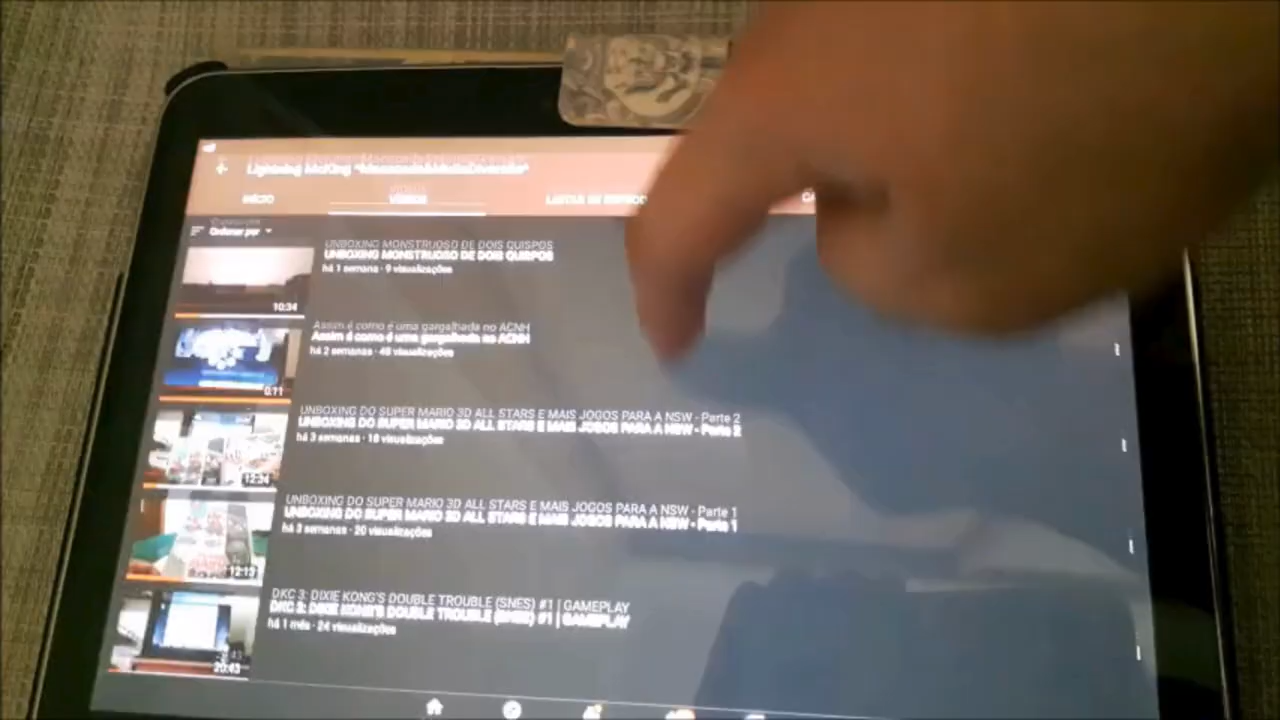 Lightning McKing
INÍCIO
VÍDEOS
LISTAS DE REPROD
Ordenar por
UNBOXING MONSTRUOSO DE DOIS QUISPOS
há 1 semana · 9 visualizações
10:34
Assim é como é uma gargalhada no ACNH
há 2 semanas · 48 visualizações
0:11
UNBOXING DO SUPER MARIO 3D ALL STARS E MAIS JOGOS PARA A NSW - Parte 2
há 3 semanas · 18 visualizações
12:34
UNBOXING DO SUPER MARIO 3D ALL STARS E MAIS JOGOS PARA A NSW - Parte 1
há 3 semanas · 20 visualizações
12:13
DKC 3: DIXIE KONG'S DOUBLE TROUBLE (SNES) #1 | GAMEPLAY
há 1 mês · 24 visualizações
20:43